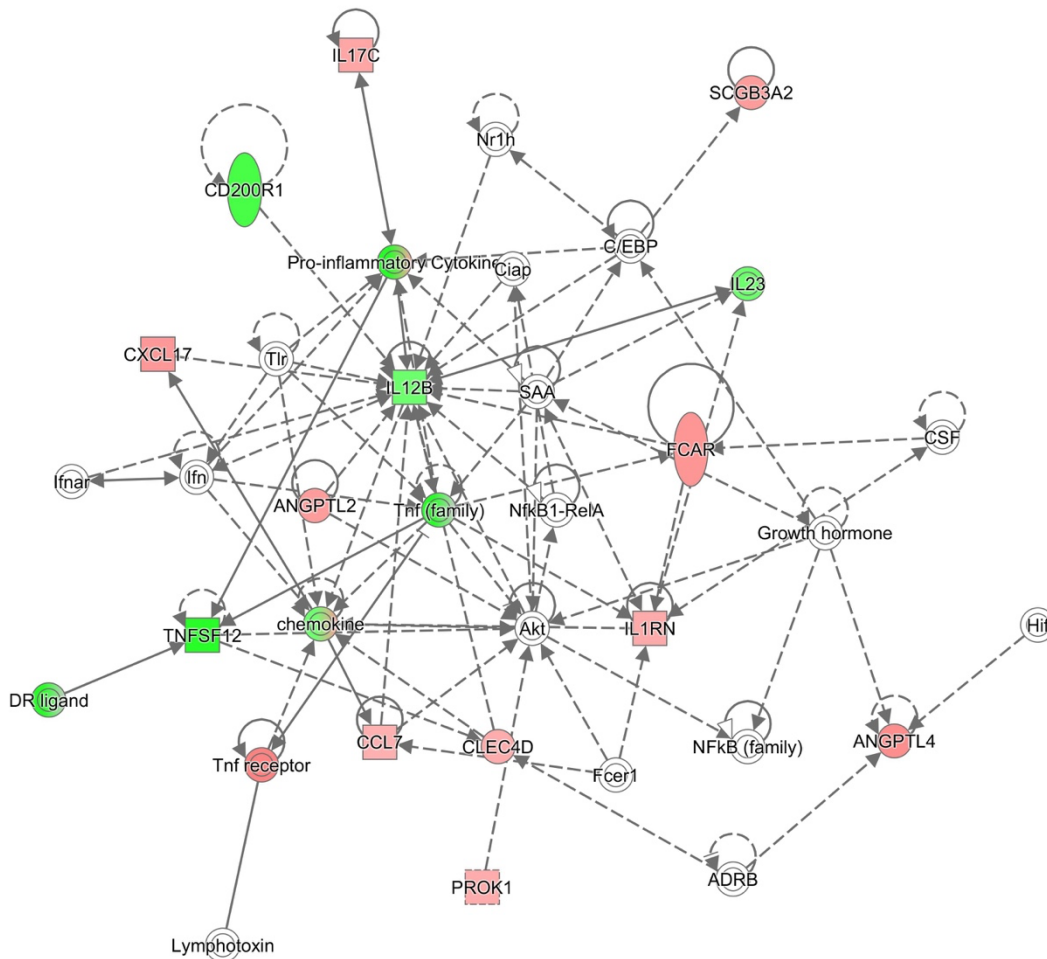 IL17C
SCGB3A2
Nr1h
CD200R1
C/EBP
Pro-inflammatory Cytokine
Ciap
IL23
CXCL17
Tlr
IL12B
SAA
FCAR
CSF
Ifnar
Ifn
ANGPTL2
Tnf (family)
NfkB1-RelA
Growth hormone
TNFSF12
chemokine
Akt
IL1RN
Hif
DR ligand
CCL7
CLEC4D
NFkB (family)
ANGPTL4
Tnf receptor
Fcer1
PROK1
ADRB
Lymphotoxin